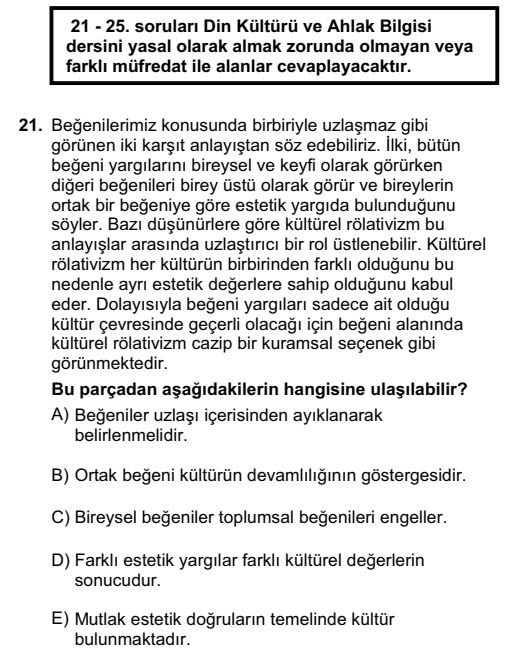 21 - 25. soruları Din Kültürü ve Ahlak Bilgisi
dersini yasal olarak almak zorunda olmayan veya
farklı müfredat ile alanlar cevaplayacaktır.
21. Beğenilerimiz konusunda birbiriyle uzlaşmaz gibi
görünen iki karşıt anlayıştan söz edebiliriz. İlki, bütün
beğeni yargılarını bireysel ve keyfi olarak görürken
diğeri beğenileri birey üstü olarak görür ve bireylerin
ortak bir beğeniye göre estetik yargıda bulunduğunu
söyler. Bazı düşünürlere göre kültürel rölativizm bu
anlayışlar arasında uzlaştırıcı bir rol üstlenebilir. Kültürel
rölativizm her kültürün birbirinden farklı olduğunu bu
nedenle ayrı estetik değerlere sahip olduğunu kabul
eder. Dolayısıyla beğeni yargıları sadece ait olduğu
kültür çevresinde geçerli olacağı için beğeni alanında
kültürel rölativizm cazip bir kuramsal seçenek gibi
görünmektedir.
Bu parçadan aşağıdakilerin hangisine ulaşılabilir?
A) Beğeniler uzlaşı içerisinden ayıklanarak
belirlenmelidir.
B) Ortak beğeni kültürün devamlılığının göstergesidir.
C) Bireysel beğeniler toplumsal beğenileri engeller.
D) Farklı estetik yargılar farklı kültürel değerlerin
sonucudur.
E) Mutlak estetik doğruların temelinde kültür
bulunmaktadır.